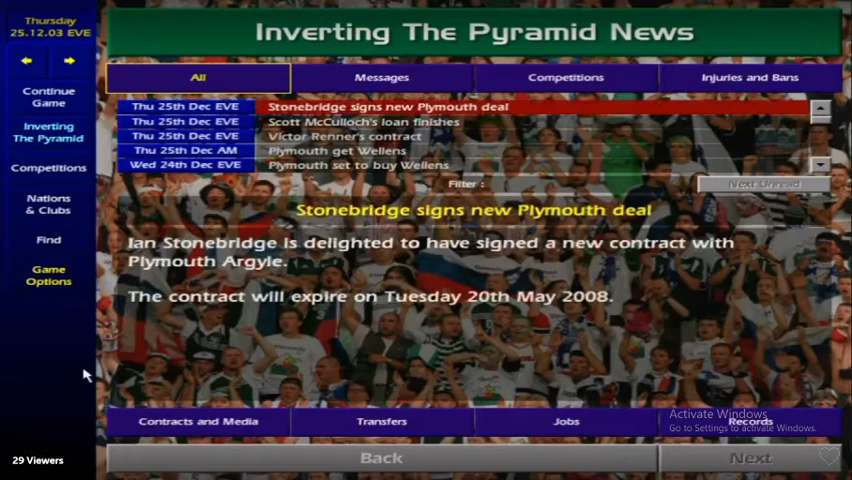 Thursday
25.12.03 EVE
Continue
Game
Inverting
The Pyramid
Competitions
Nations
& Clubs
Find
Game
Options
29 Viewers
Inverting The Pyramid News
All Messages Competitions Injuries and Bans
Thu 25th Dec EVE Stonebridge signs new Plymouth deal
Thu 25th Dec EVE Scott McCulloch's loan finishes
Thu 25th Dec EVE Victor Renner's contract
Thu 25th Dec AM Plymouth get Wellens
Wed 24th Dec EVE Plymouth set to buy Wellens
Filter : Next Unread
Stonebridge signs new Plymouth deal
Ian Stonebridge is delighted to have signed a new contract with
Plymouth Argyle.
The contract will expire on Tuesday 20th May 2008.
Contracts and Media Transfers Jobs Records
Activate Windows
Go to Settings to activate Windows.
Back Next